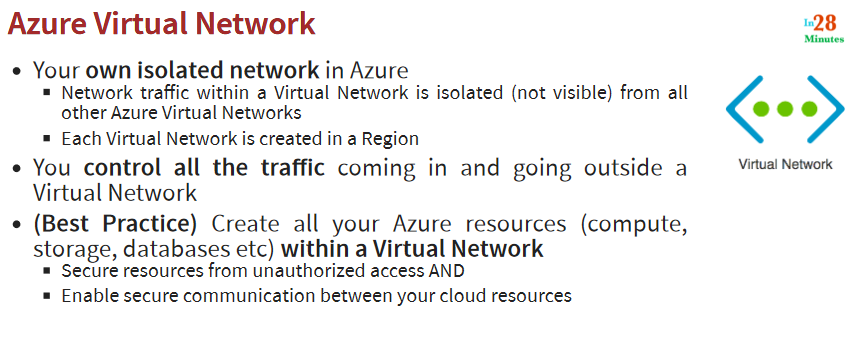 Azure Virtual Network
In28
Minutes
• Your own isolated network in Azure
▪ Network traffic within a Virtual Network is isolated (not visible) from all
other Azure Virtual Networks
▪ Each Virtual Network is created in a Region
• You control all the traffic coming in and going outside a
Virtual Network
• (Best Practice) Create all your Azure resources (compute,
storage, databases etc) within a Virtual Network
▪ Secure resources from unauthorized access AND
▪ Enable secure communication between your cloud resources
Virtual Network